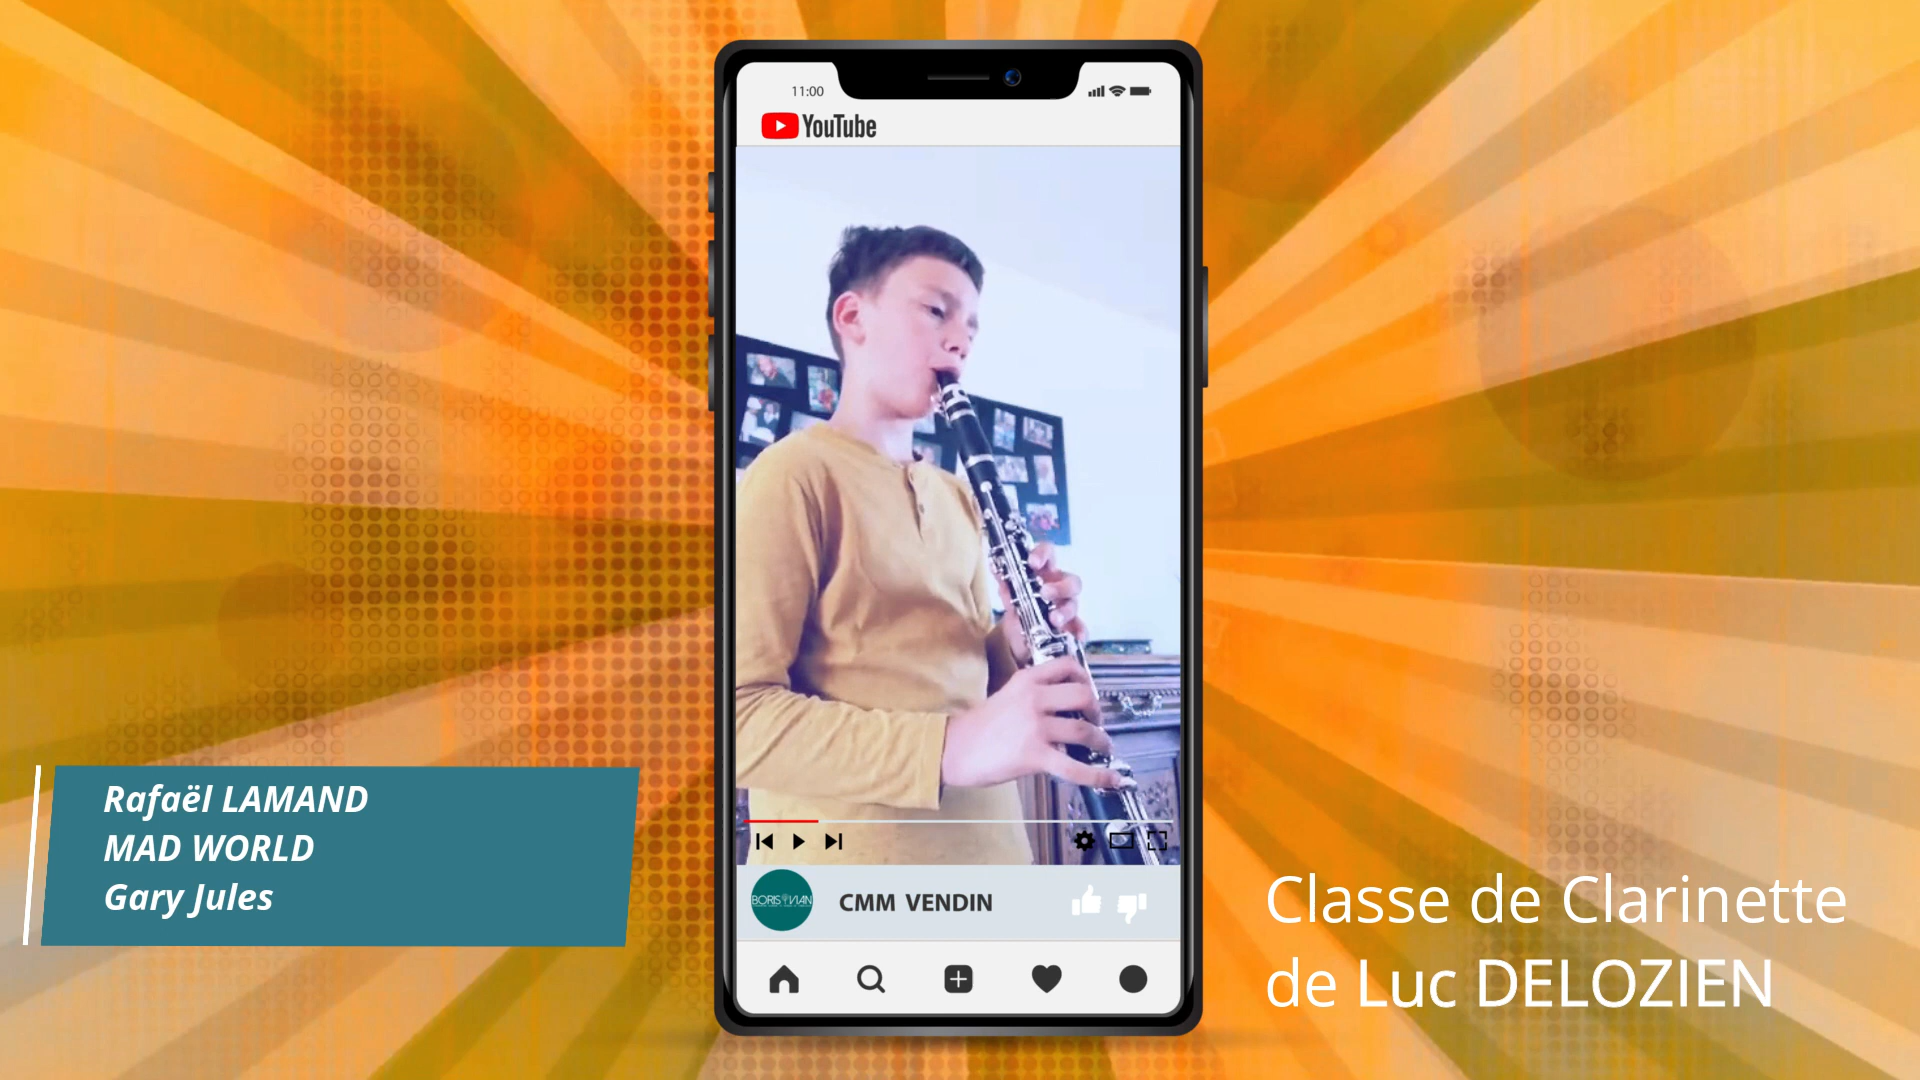 11:00
YouTube
Rafaël LAMAND
MAD WORLD
Gary Jules
BORIS VIAN
CMM VENDIN
Classe de Clarinette
de Luc DELOZIEN